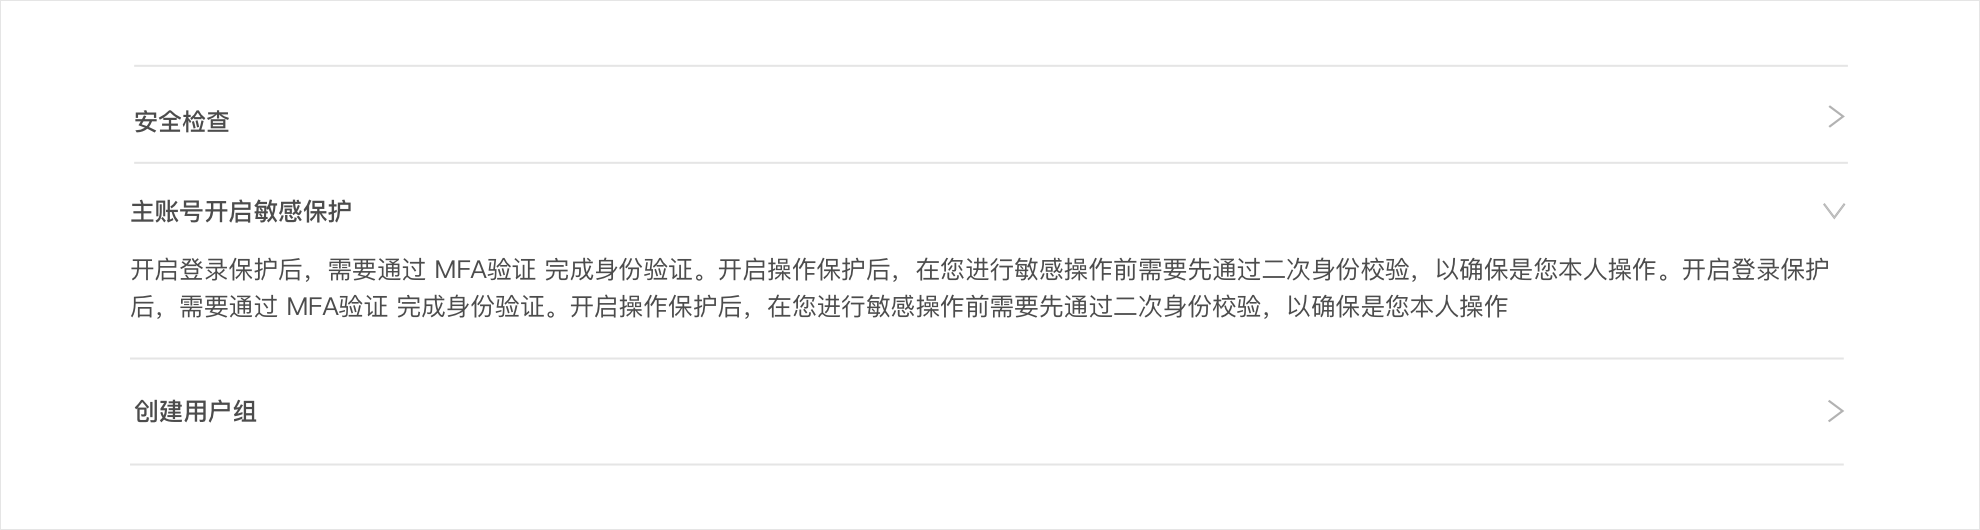 安全检查
主账号开启敏感保护
开启登录保护后，需要通过 MFA验证 完成身份验证。开启操作保护后，在您进行敏感操作前需要先通过二次身份校验，以确保是您本人操作。开启登录保护
后，需要通过 MFA验证 完成身份验证。开启操作保护后，在您进行敏感操作前需要先通过二次身份校验，以确保是您本人操作
创建用户组